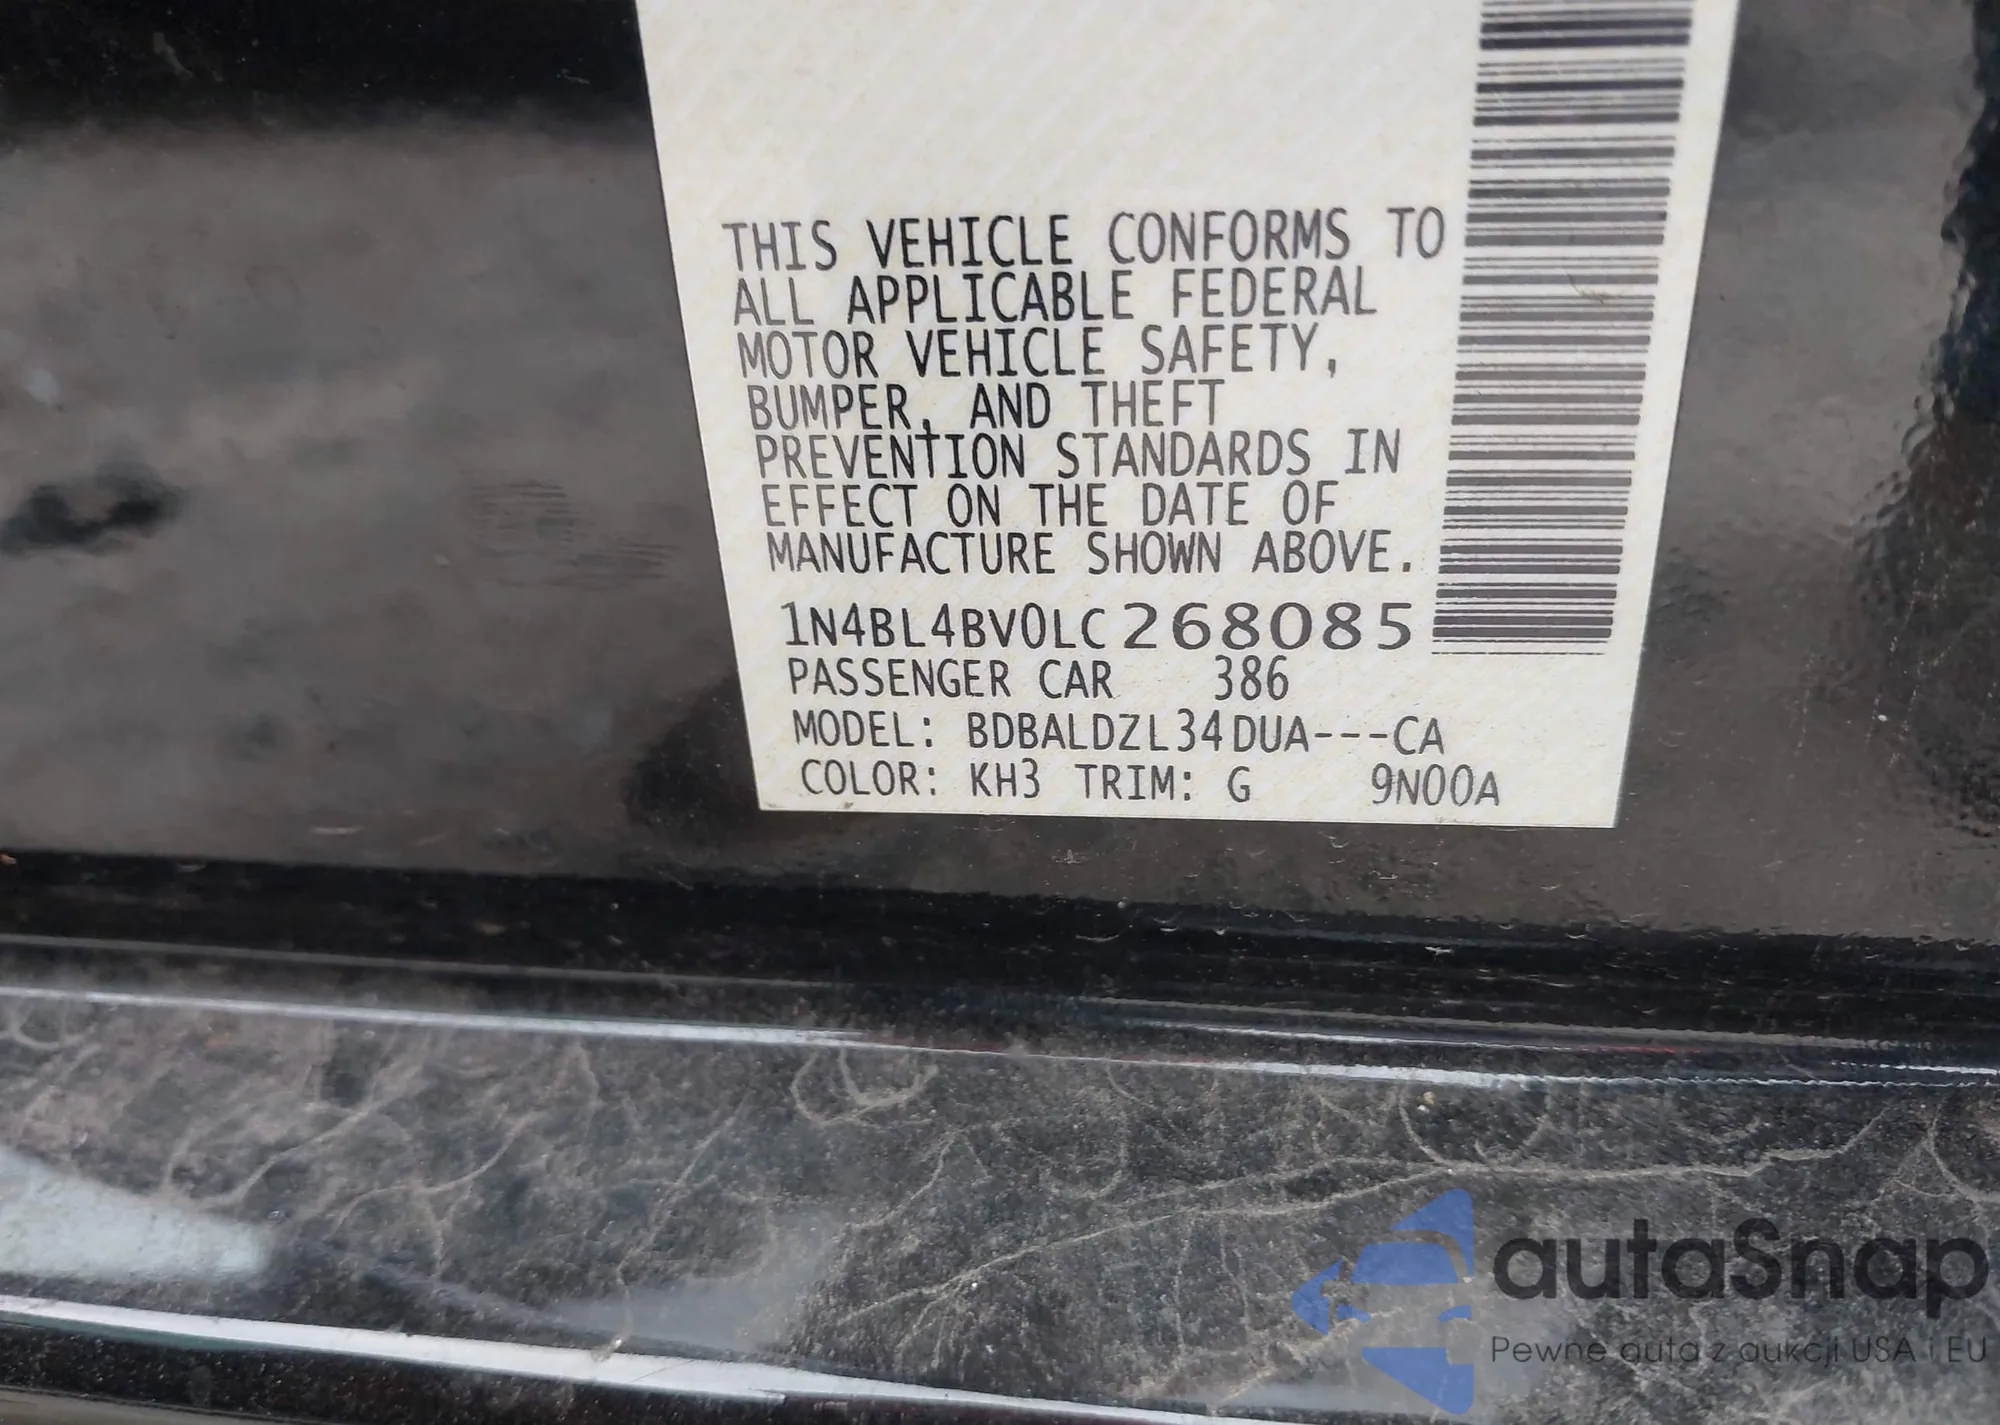 THIS VEHICLE CONFORMS TO
ALL APPLICABLE FEDERAL
MOTOR VEHICLE SAFETY,
BUMPER, AND THEFT
PREVENTION STANDARDS IN
EFFECT ON THE DATE OF
MANUFACTURE SHOWN ABOVE.
1N4BL4BV0LC268085
PASSENGER CAR 386
MODEL: BDBALDZL34DUA---CA
COLOR: KH3 TRIM: G 9N00A
autaSnap
Pewne auta z aukcji USA i EU